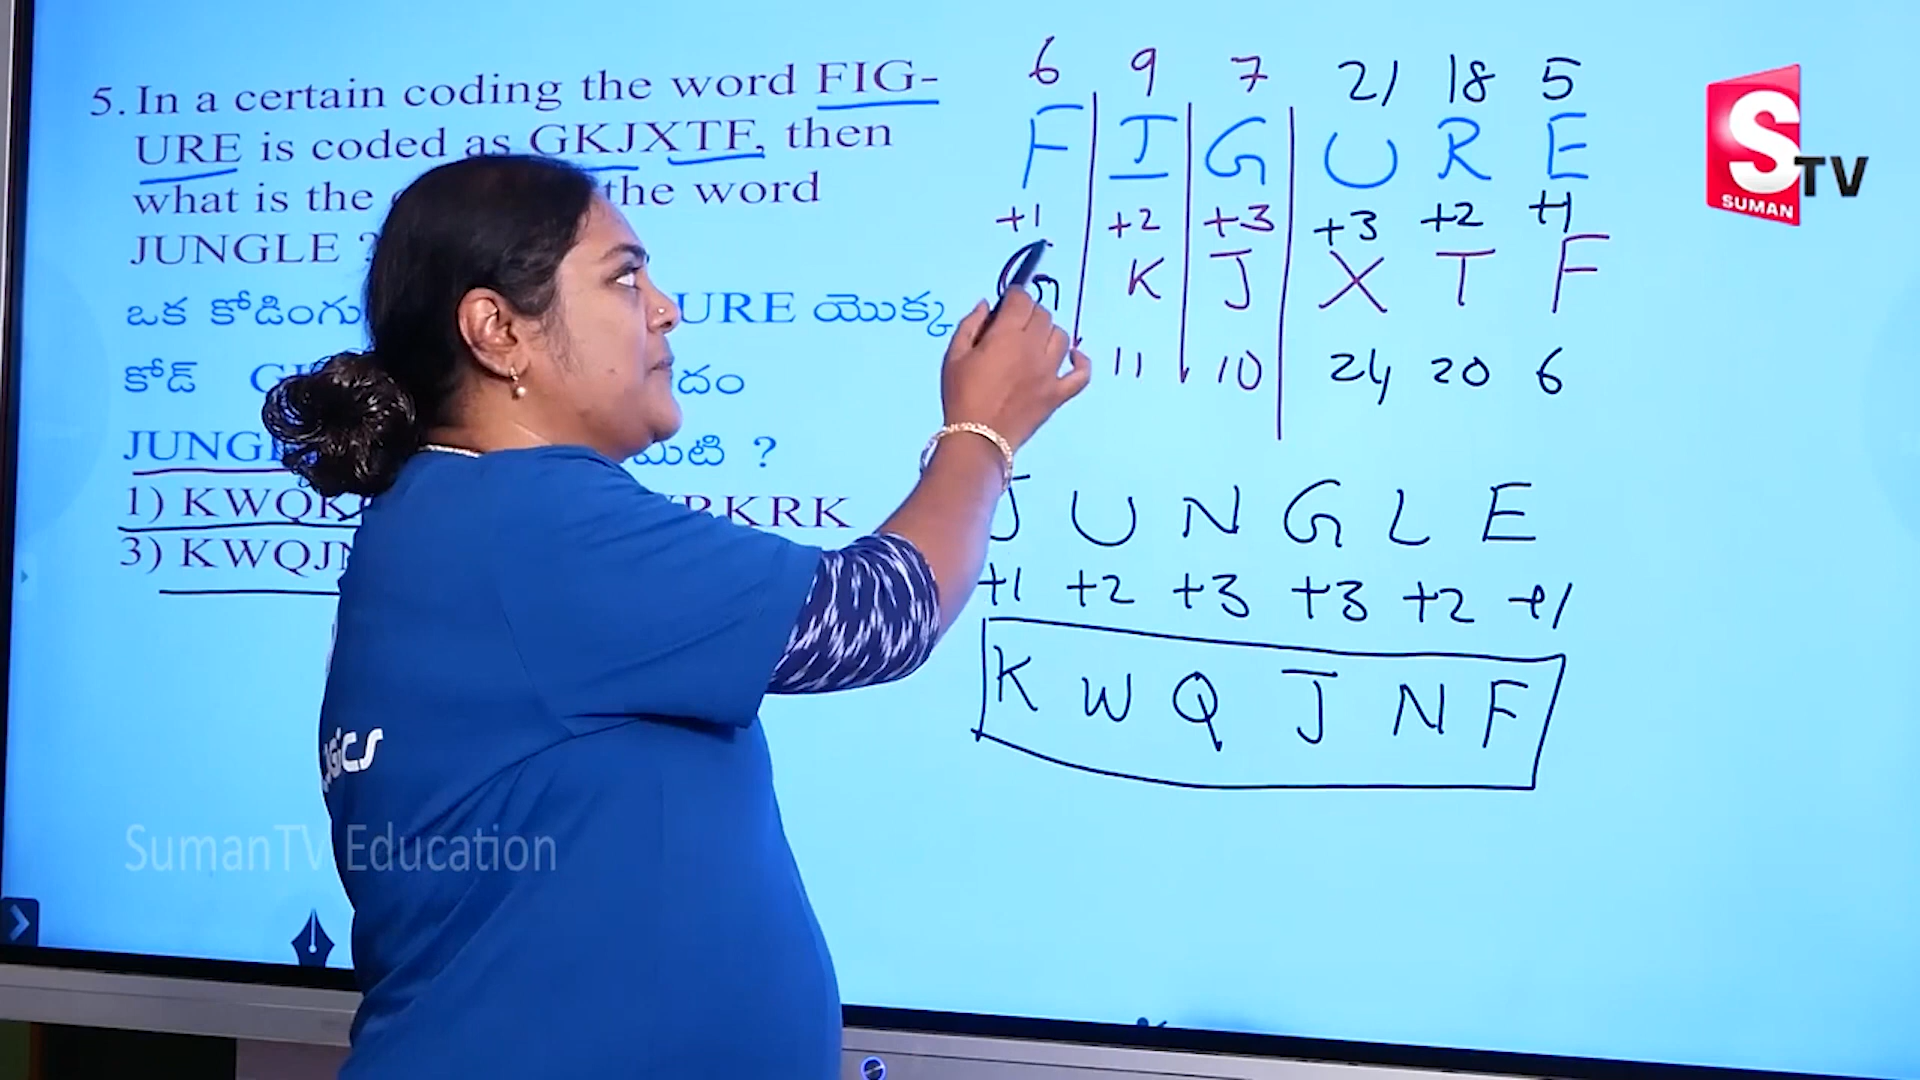 5. In a certain coding the word FIG-
URE is coded as GKJXTF, then
what is the the word
JUNGLE ?
ఒక కోడింగు URE యొక్క
కోడ్ దం
JUNG ?
1) KWQK RKRK
3) KWQJN
6 9 7 21 18 5
F I G U R E
+1 +2 +3 +3 +2 +1
G K J X T F
11 10 24 20 6
J U N G L E
+1 +2 +3 +3 +2 +1
K W Q J N F
S TV
SUMAN
SumanTV Education